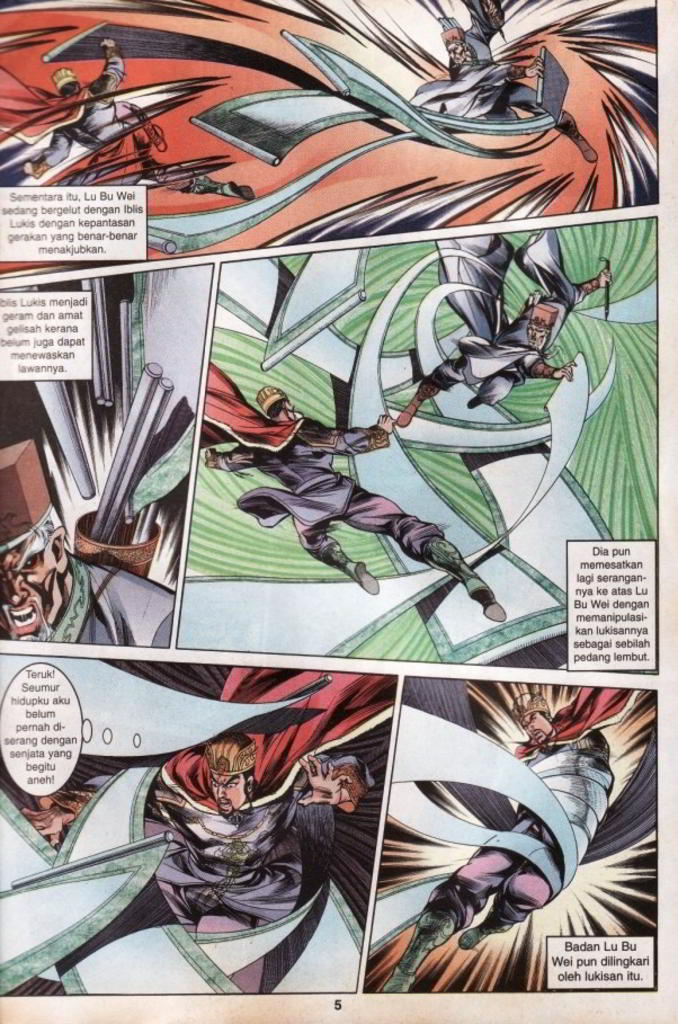 Sementara itu, Lu Bu Wei
sedang bergelut dengan Iblis
Lukis dengan kepantasan
gerakan yang benar-benar
menakjubkan.
Iblis Lukis menjadi
geram dan amat
gelisah kerana
belum juga dapat
menewaskan
lawannya.
Dia pun
memesatkan
lagi serangan-
nya ke atas Lu
Bu Wei dengan
memanipulasi-
kan lukisannya
sebagai sebilah
pedang lembut.
Teruk!
Seumur
hidupku aku
belum
pernah di-
serang dengan
senjata yang
begitu
aneh!
Badan Lu Bu
Wei pun dilingkari
oleh lukisan itu.
5